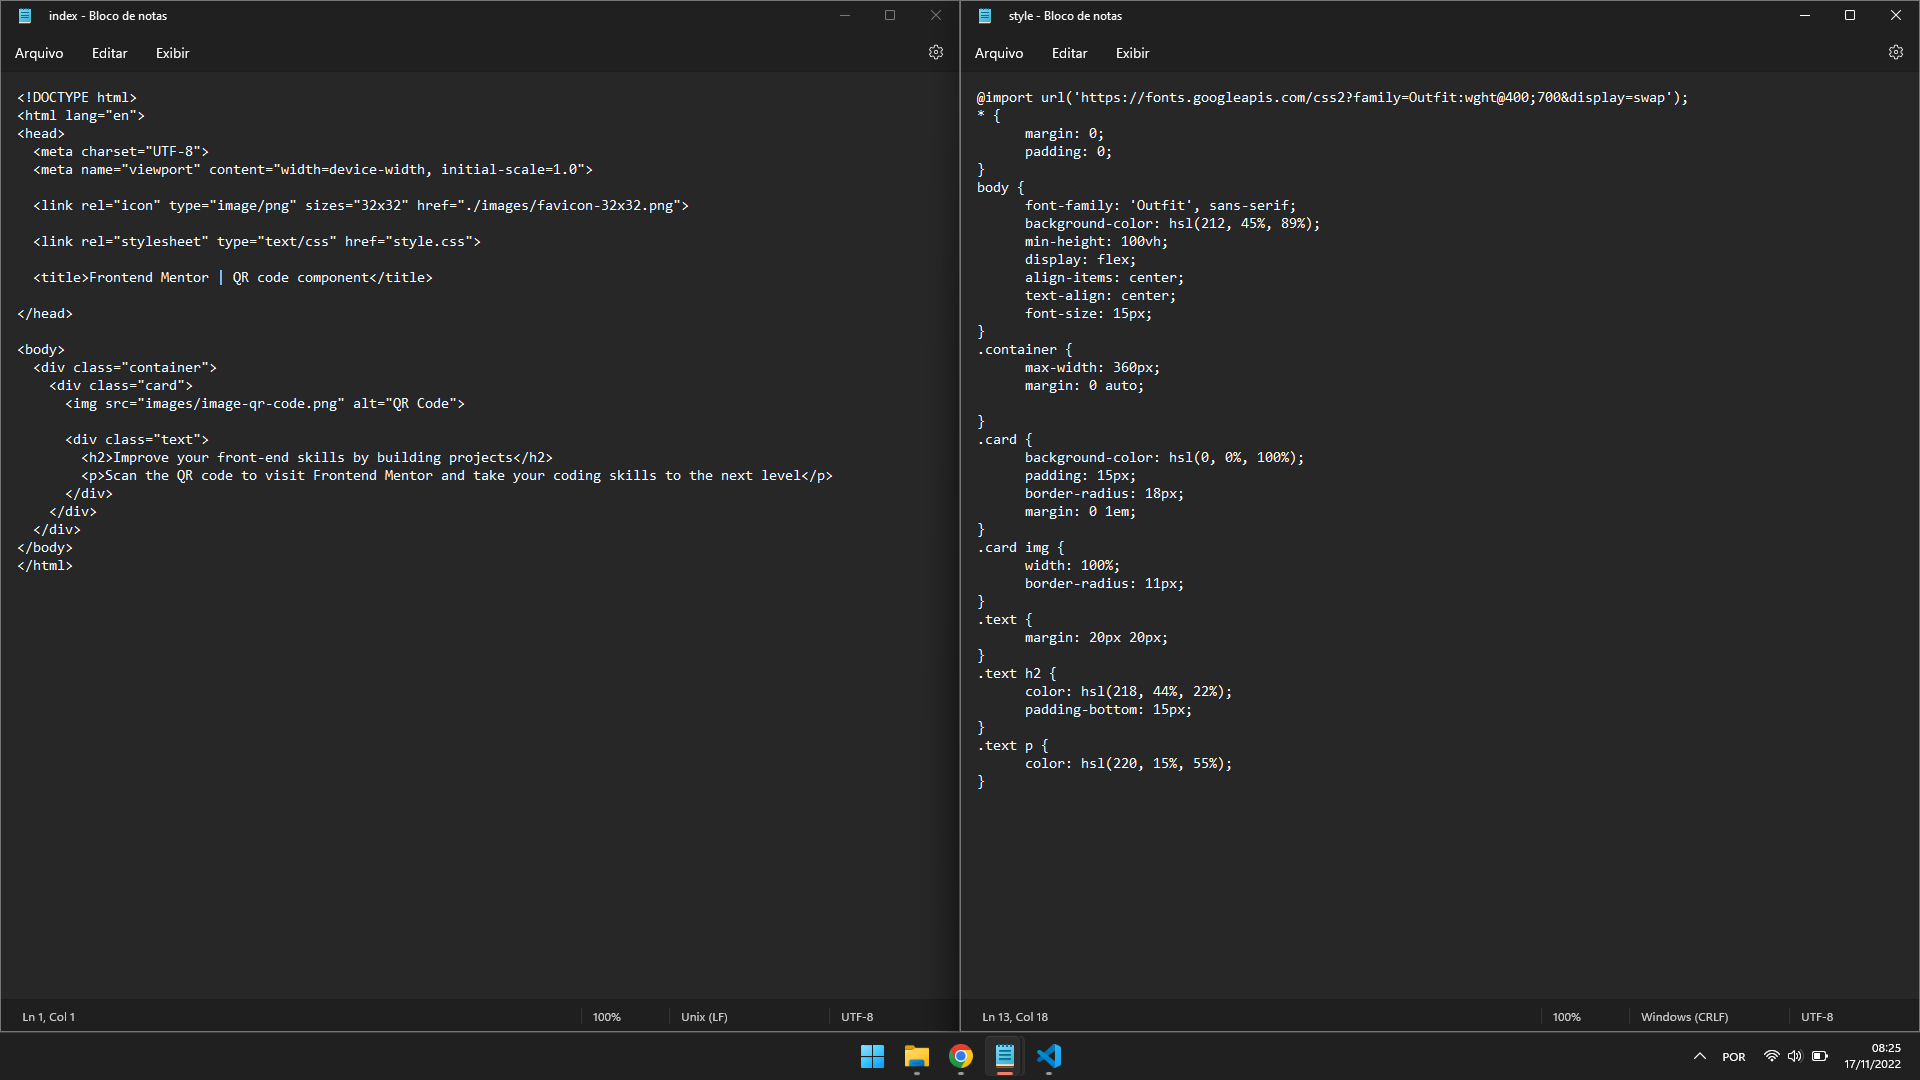 index - Bloco de notas
Arquivo Editar Exibir
<!DOCTYPE html>
<html lang="en">
<head>
  <meta charset="UTF-8">
  <meta name="viewport" content="width=device-width, initial-scale=1.0">

  <link rel="icon" type="image/png" sizes="32x32" href="./images/favicon-32x32.png">

  <link rel="stylesheet" type="text/css" href="style.css">

  <title>Frontend Mentor | QR code component</title>

</head>

<body>
  <div class="container">
    <div class="card">
      <img src="images/image-qr-code.png" alt="QR Code">

      <div class="text">
        <h2>Improve your front-end skills by building projects</h2>
        <p>Scan the QR code to visit Frontend Mentor and take your coding skills to the next level</p>
      </div>
    </div>
  </div>
</body>
</html>
Ln 1, Col 1 100% Unix (LF) UTF-8
style - Bloco de notas
Arquivo Editar Exibir
@import url('https://fonts.googleapis.com/css2?family=Outfit:wght@400;700&display=swap');
* {
      margin: 0;
      padding: 0;
}
body {
      font-family: 'Outfit', sans-serif;
      background-color: hsl(212, 45%, 89%);
      min-height: 100vh;
      display: flex;
      align-items: center;
      text-align: center;
      font-size: 15px;
}
.container {
      max-width: 360px;
      margin: 0 auto;

}
.card {
      background-color: hsl(0, 0%, 100%);
      padding: 15px;
      border-radius: 18px;
      margin: 0 1em;
}
.card img {
      width: 100%;
      border-radius: 11px;
}
.text {
      margin: 20px 20px;
}
.text h2 {
      color: hsl(218, 44%, 22%);
      padding-bottom: 15px;
}
.text p {
      color: hsl(220, 15%, 55%);
}
Ln 13, Col 18 100% Windows (CRLF) UTF-8
POR
08:25
17/11/2022